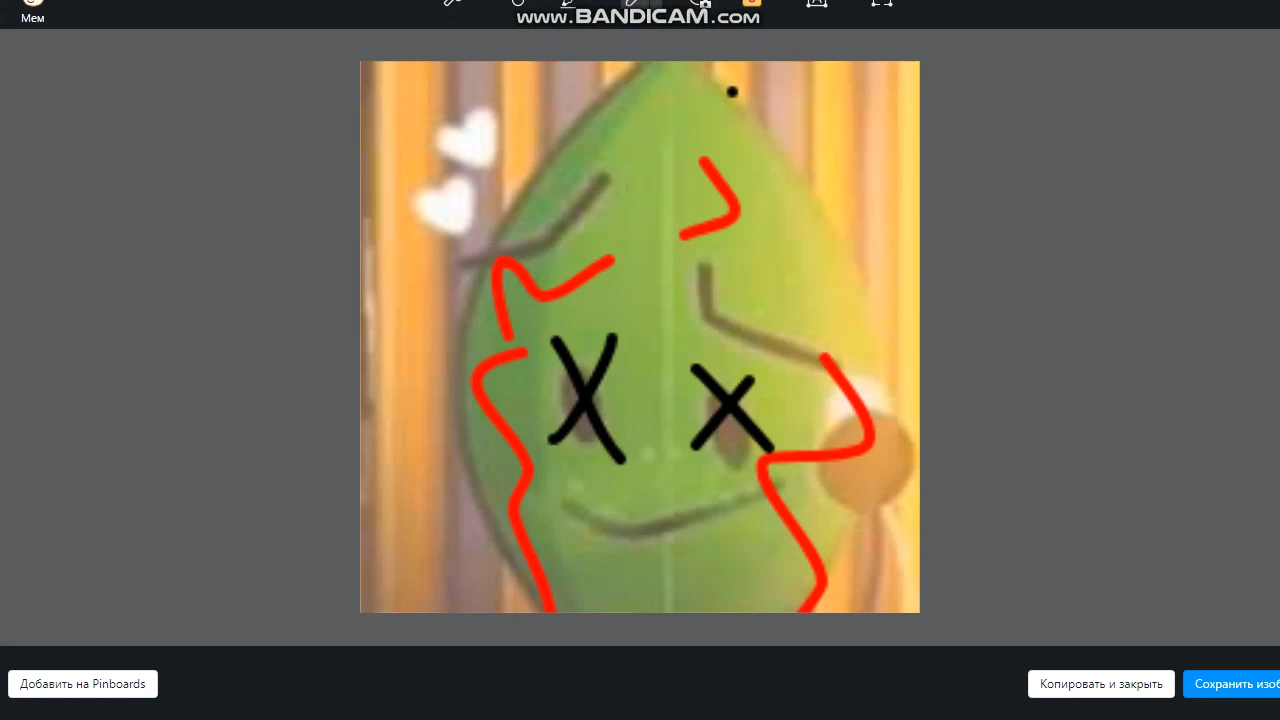 Мем
www.BANDICAM.com
Добавить на Pinboards
Копировать и закрыть
Сохранить изоб